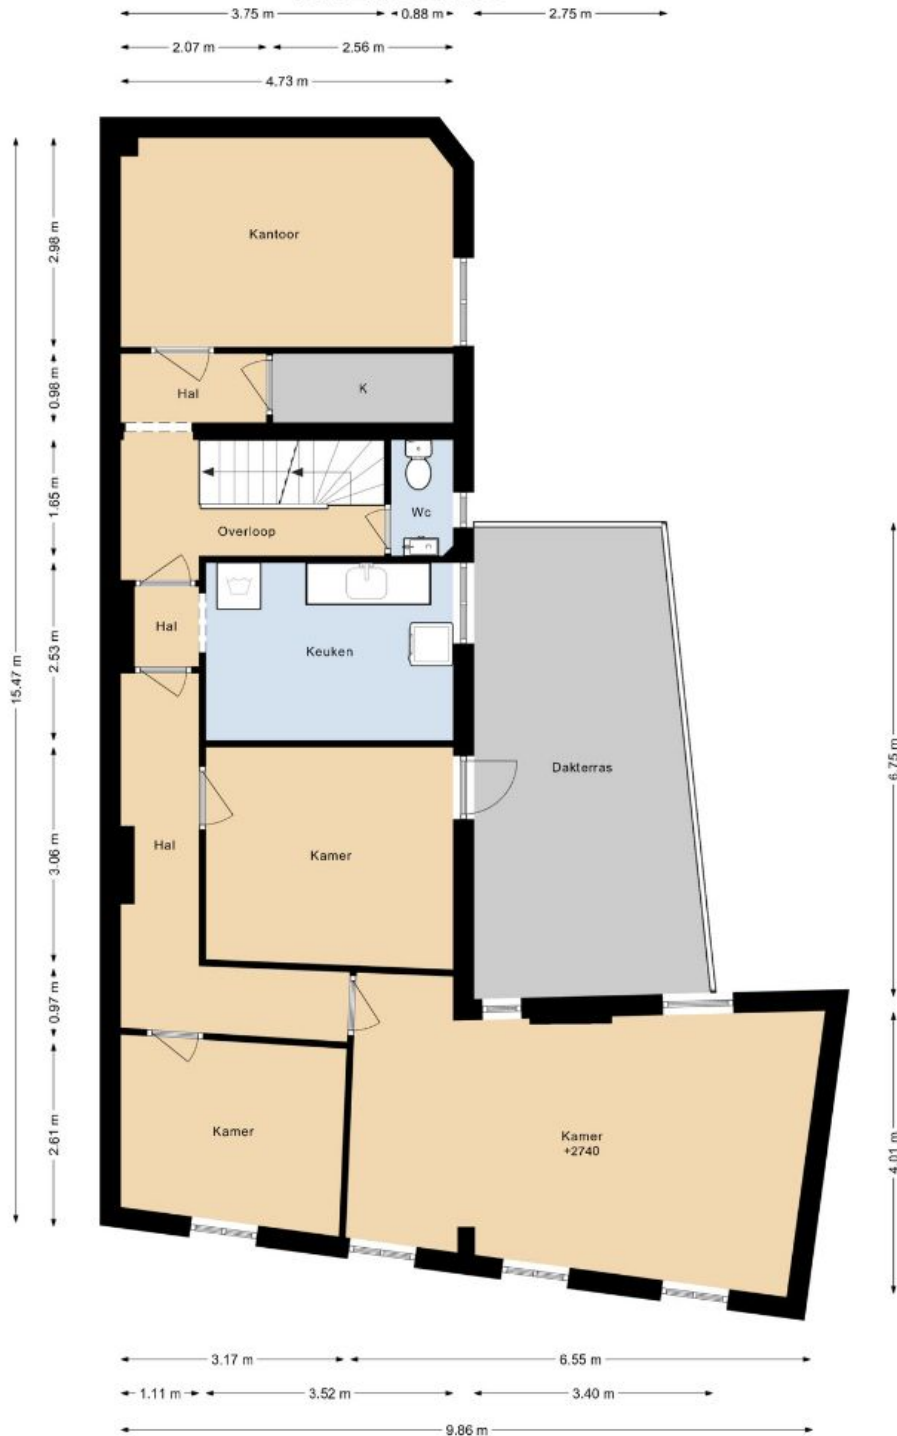 3.75 m
0.88 m
2.75 m
2.07 m
2.56 m
4.73 m
2.98 m
Kantoor
0.98 m
Hal
K
1.65 m
Wc
Overloop
15.47 m
2.53 m
Hal
Keuken
6.75 m
Dakterras
3.06 m
Hal
Kamer
0.97 m
2.61 m
Kamer
Kamer
+2740
4.01 m
3.17 m
6.55 m
1.11 m
3.52 m
3.40 m
9.86 m